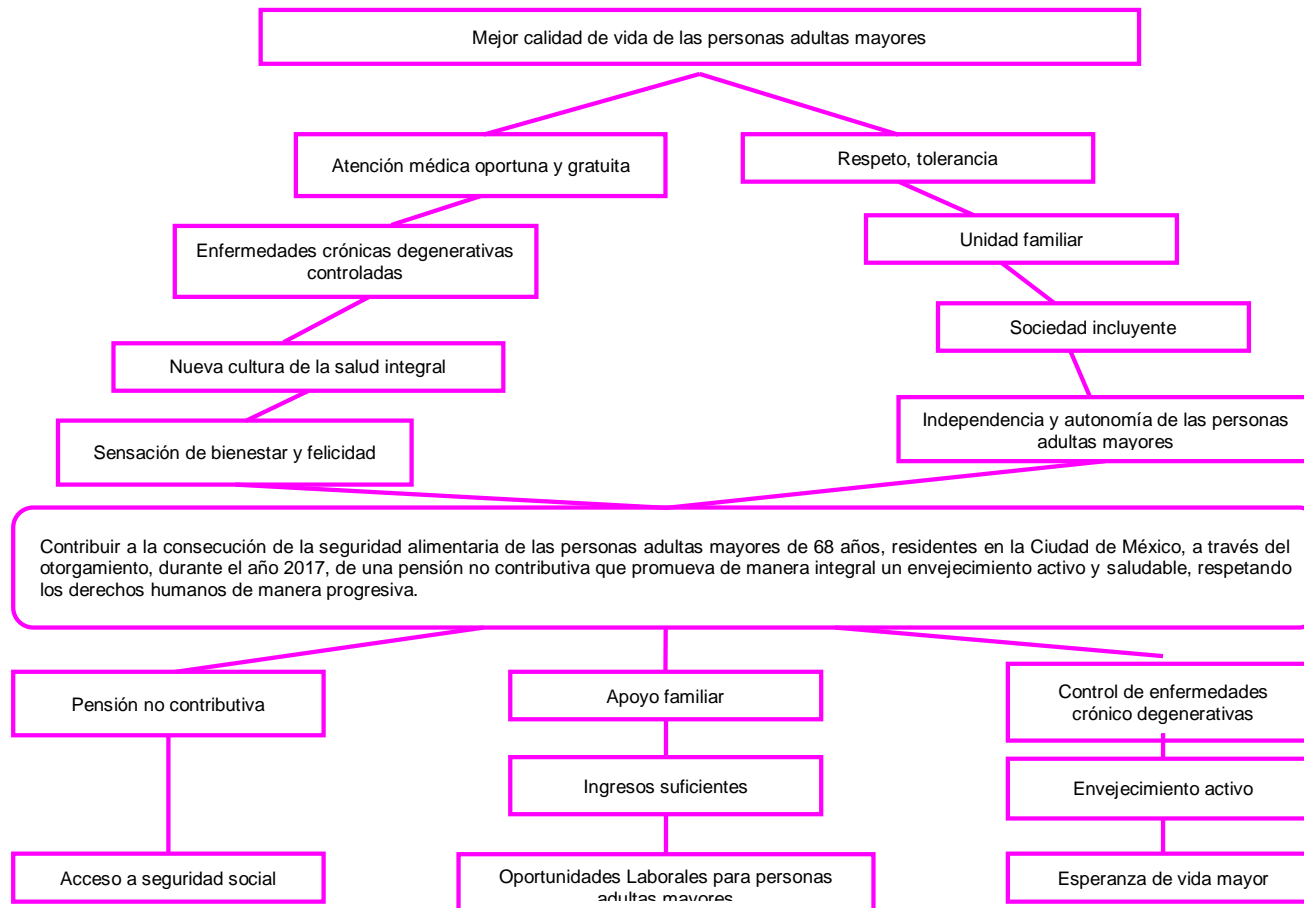 Mejor calidad de vida de las personas adultas mayores
Atención médica oportuna y gratuita
Respeto, tolerancia
Enfermedades crónicas degenerativas
controladas
Unidad familiar
Sociedad incluyente
Nueva cultura de la salud integral
Independencia y autonomía de las personas
adultas mayores
Sensación de bienestar y felicidad
Contribuir a la consecución de la seguridad alimentaria de las personas adultas mayores de 68 años, residentes en la Ciudad de México, a través del
otorgamiento, durante el año 2017, de una pensión no contributiva que promueva de manera integral un envejecimiento activo y saludable, respetando
los derechos humanos de manera progresiva.
Pensión no contributiva
Apoyo familiar
Control de enfermedades
crónico degenerativas
Ingresos suficientes
Envejecimiento activo
Acceso a seguridad social
Oportunidades Laborales para personas
adultas mayores
Esperanza de vida mayor